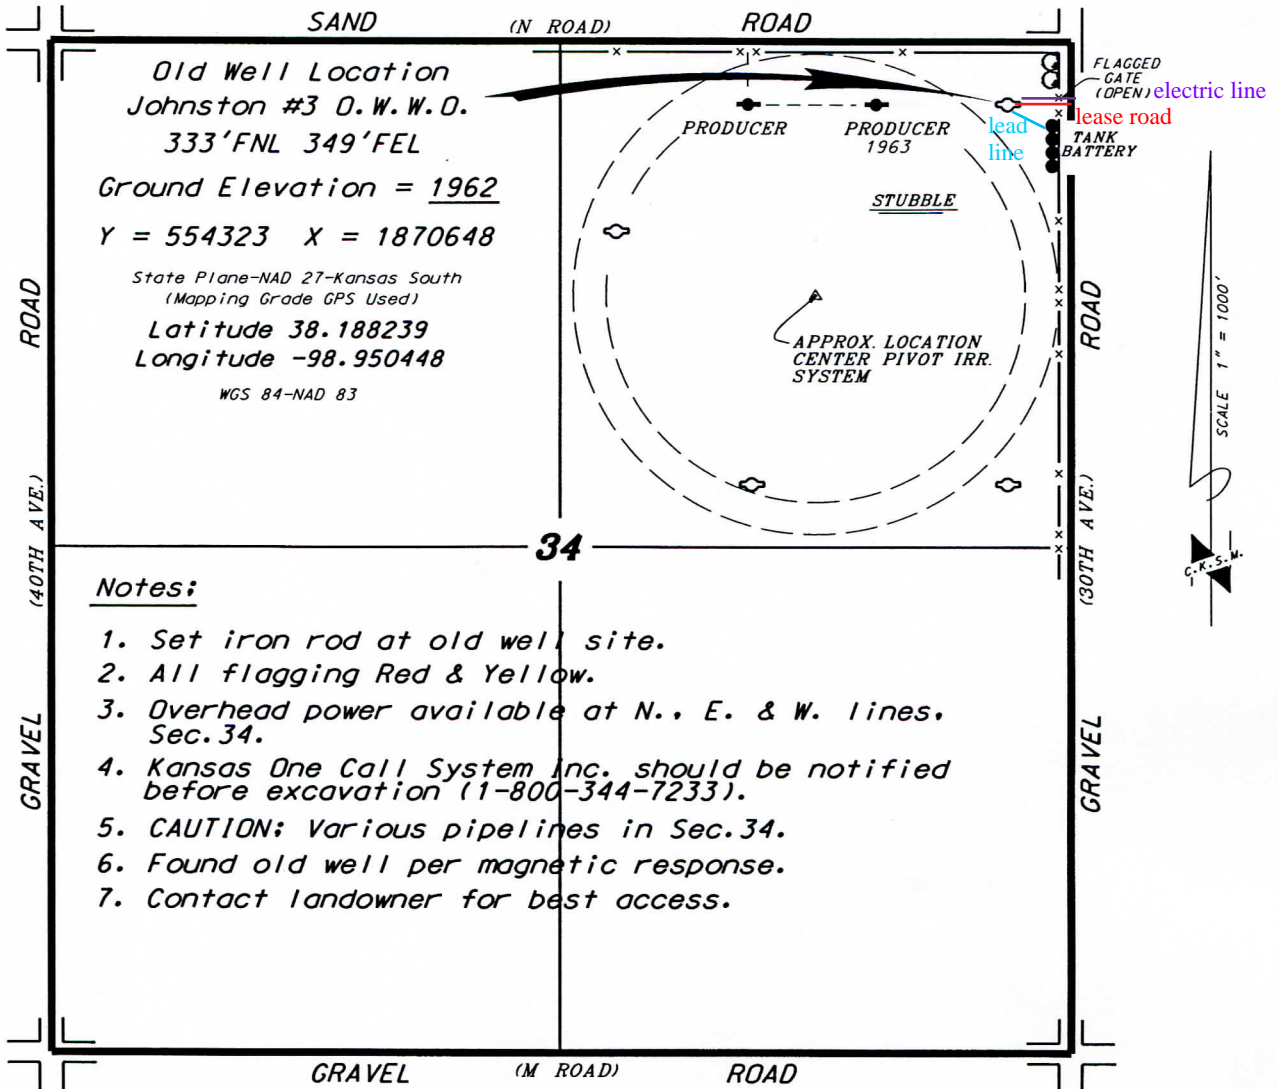 SAND (N ROAD) ROAD
Old Well Location
Johnston #3 O.W.W.O.
333'FNL 349'FEL
Ground Elevation = 1962
Y = 554323 X = 1870648
State Plane-NAD 27-Kansas South
(Mapping Grade GPS Used)
Latitude 38.188239
Longitude -98.950448
WGS 84-NAD 83
FLAGGED
GATE
(OPEN)
electric line
lease road
lead
line
TANK
BATTERY
PRODUCER
PRODUCER
1963
STUBBLE
APPROX. LOCATION
CENTER PIVOT IRR.
SYSTEM
ROAD
(40TH AVE.)
GRAVEL
ROAD
(30TH AVE.)
GRAVEL
SCALE 1" = 1000'
C.K.S.M.
34
Notes:
1. Set iron rod at old well site.
2. All flagging Red & Yellow.
3. Overhead power available at N., E. & W. lines,
Sec.34.
4. Kansas One Call System Inc. should be notified
before excavation (1-800-344-7233).
5. CAUTION: Various pipelines in Sec.34.
6. Found old well per magnetic response.
7. Contact landowner for best access.
GRAVEL (M ROAD) ROAD